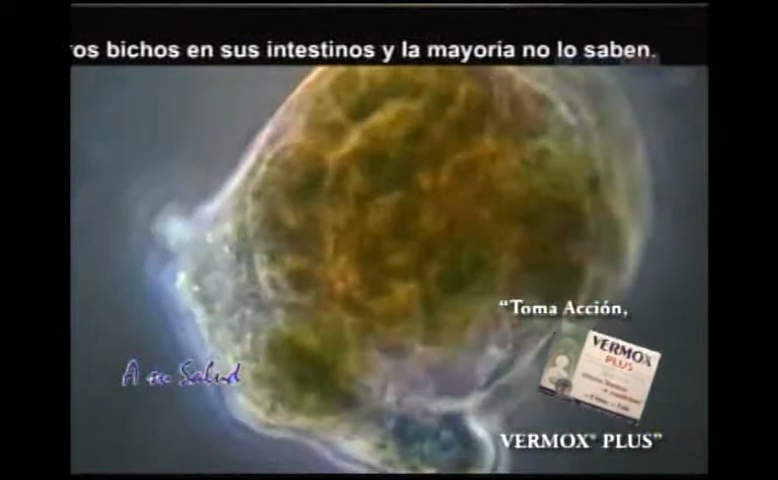 ros bichos en sus intestinos y la mayoria no lo saben.
"Toma Acción,
VERMOX
PLUS
A su Salud
VERMOX® PLUS"